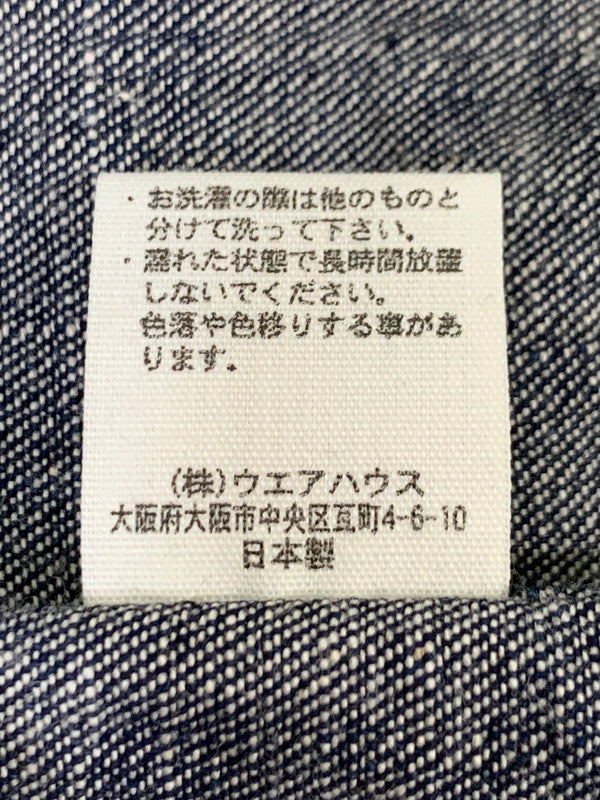 ・お洗濯の際は他のものと
分けて洗って下さい。
・濡れた状態で長時間放置
しないでください。
色落や色移りする事があ
ります。
(株)ウエアハウス
大阪府大阪市中央区瓦町4-6-10
日本製